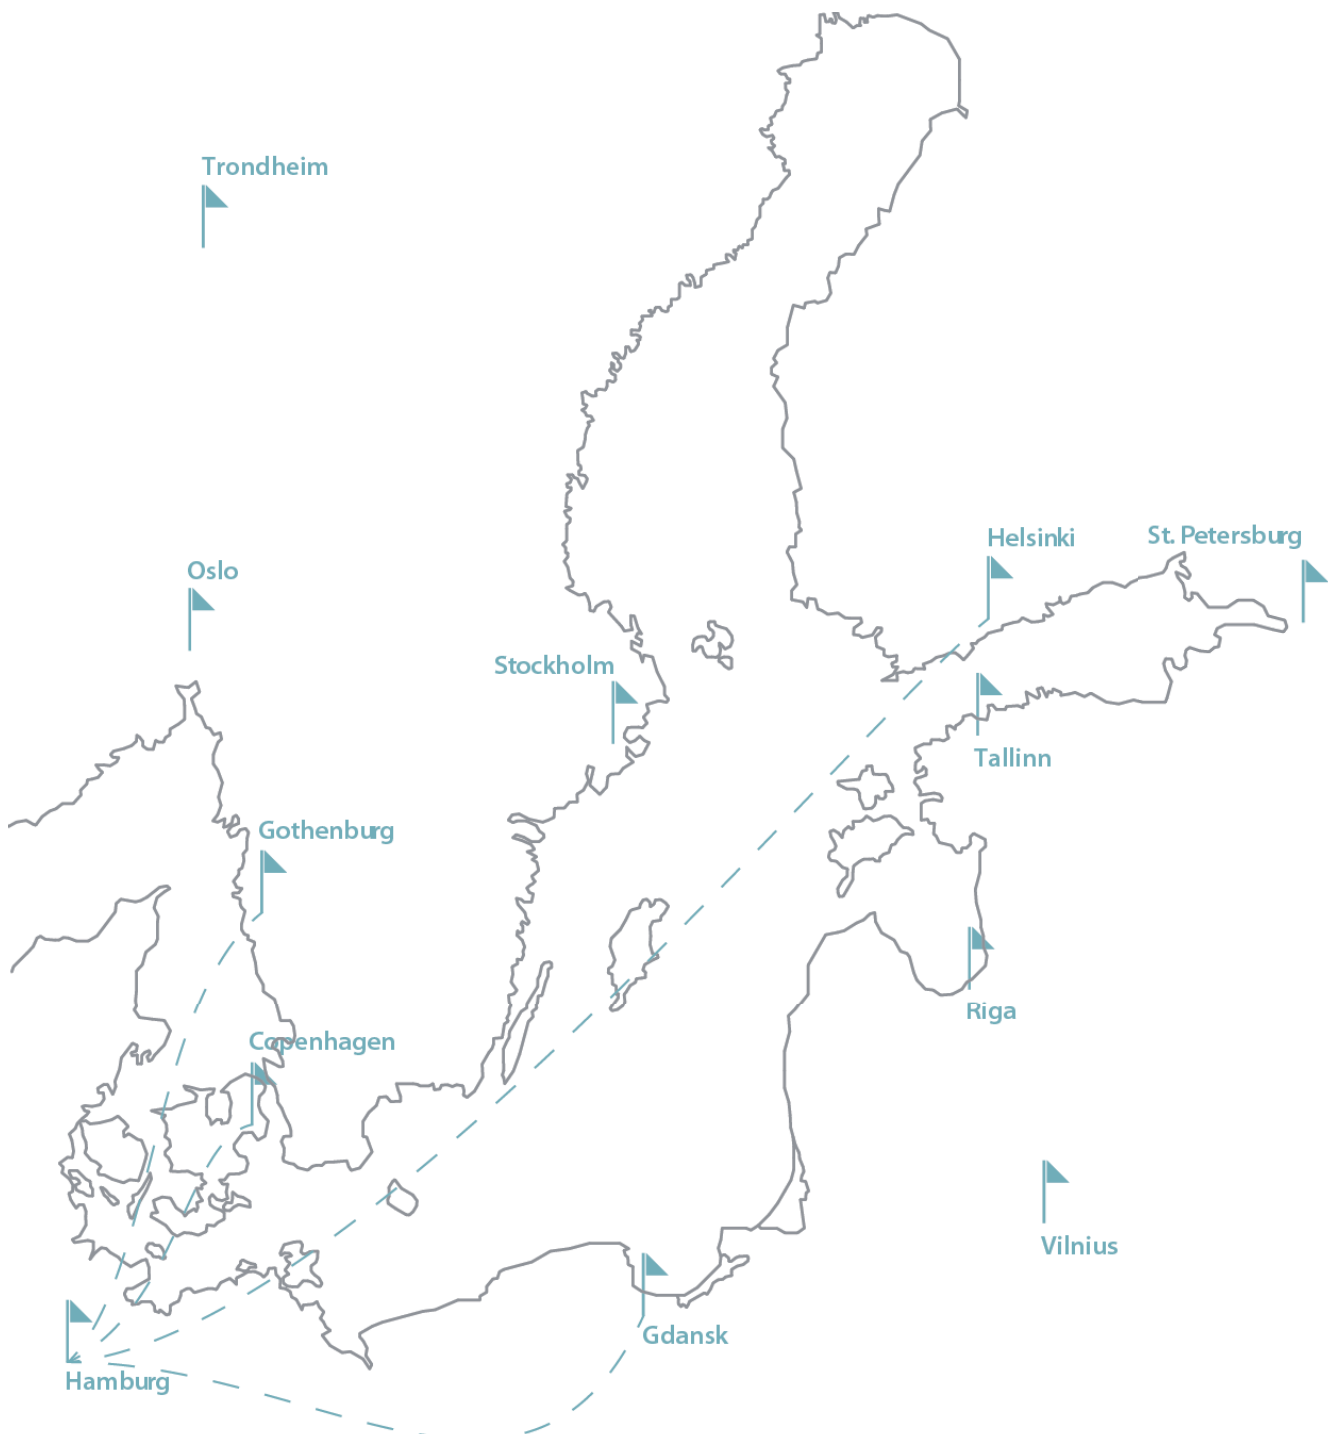 Trondheim
Helsinki
St. Petersburg
Oslo
Stockholm
Tallinn
Gothenburg
Riga
Copenhagen
Vilnius
Gdansk
Hamburg